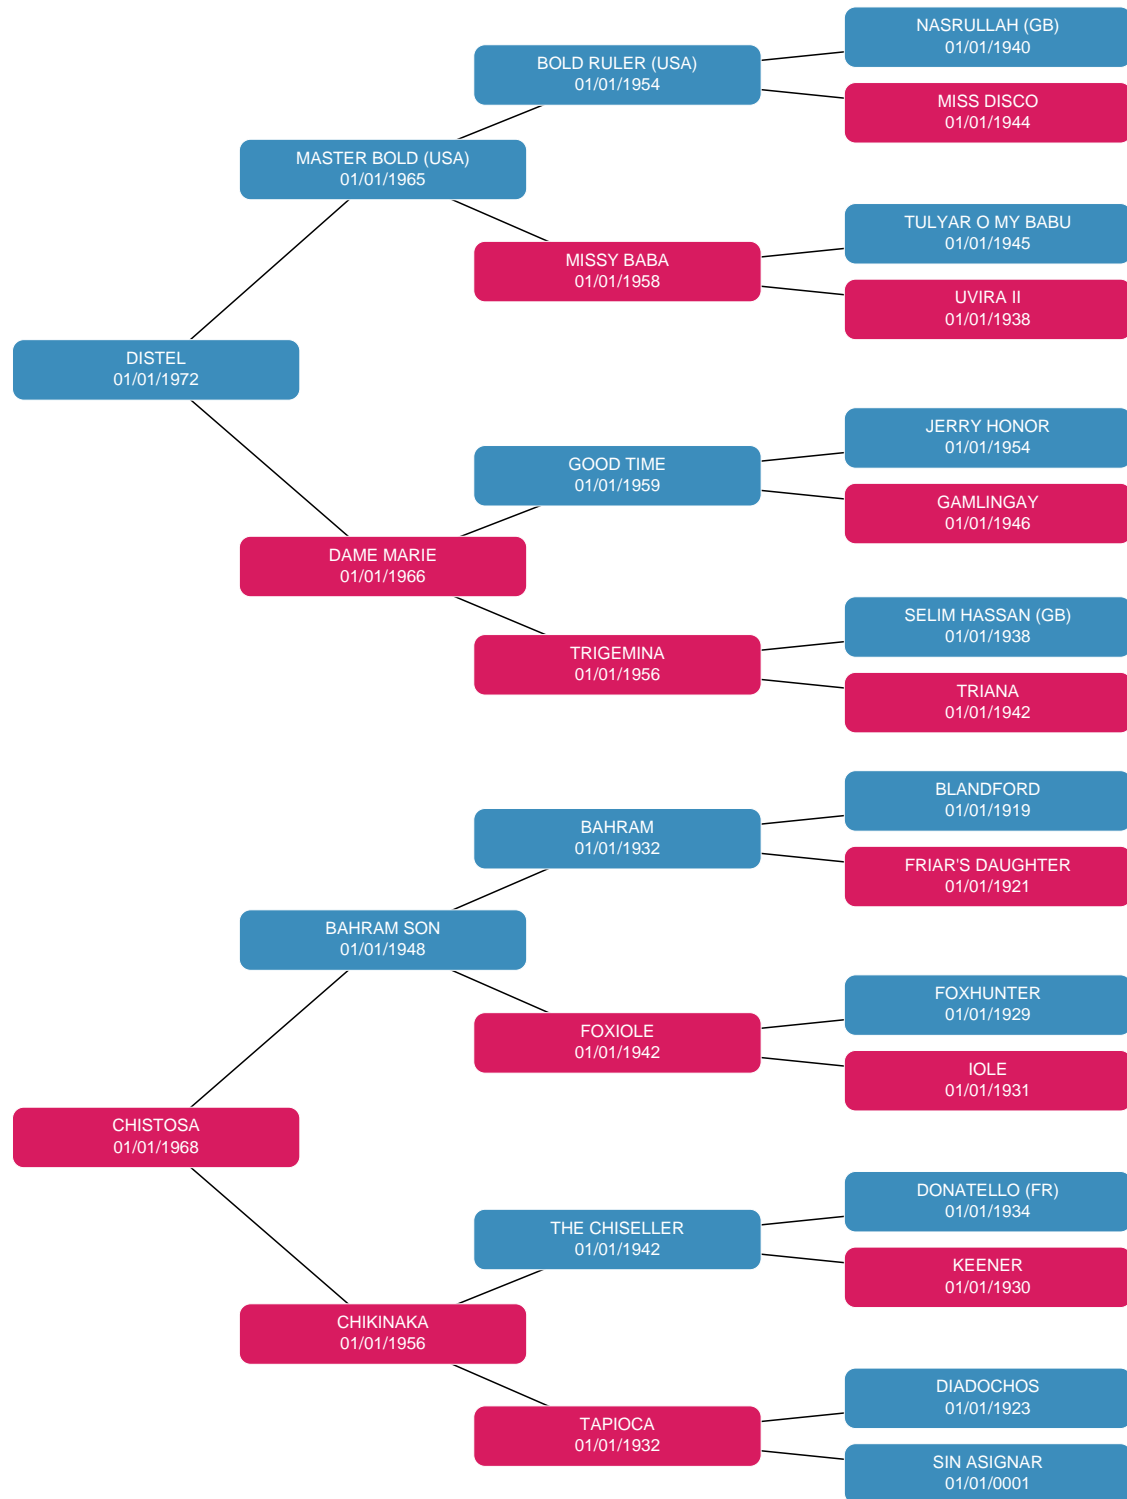 NASRULLAH (GB)
01/01/1940
BOLD RULER (USA)
01/01/1954
MISS DISCO
01/01/1944
MASTER BOLD (USA)
01/01/1965
TULYAR O MY BABU
01/01/1945
MISSY BABA
01/01/1958
UVIRA II
01/01/1938
DISTEL
01/01/1972
JERRY HONOR
01/01/1954
GOOD TIME
01/01/1959
GAMLINGAY
01/01/1946
DAME MARIE
01/01/1966
SELIM HASSAN (GB)
01/01/1938
TRIGEMINA
01/01/1956
TRIANA
01/01/1942
BLANDFORD
01/01/1919
BAHRAM
01/01/1932
FRIAR'S DAUGHTER
01/01/1921
BAHRAM SON
01/01/1948
FOXHUNTER
01/01/1929
FOXIOLE
01/01/1942
IOLE
01/01/1931
CHISTOSA
01/01/1968
DONATELLO (FR)
01/01/1934
THE CHISELLER
01/01/1942
KEENER
01/01/1930
CHIKINAKA
01/01/1956
DIADOCHOS
01/01/1923
TAPIOCA
01/01/1932
SIN ASIGNAR
01/01/0001